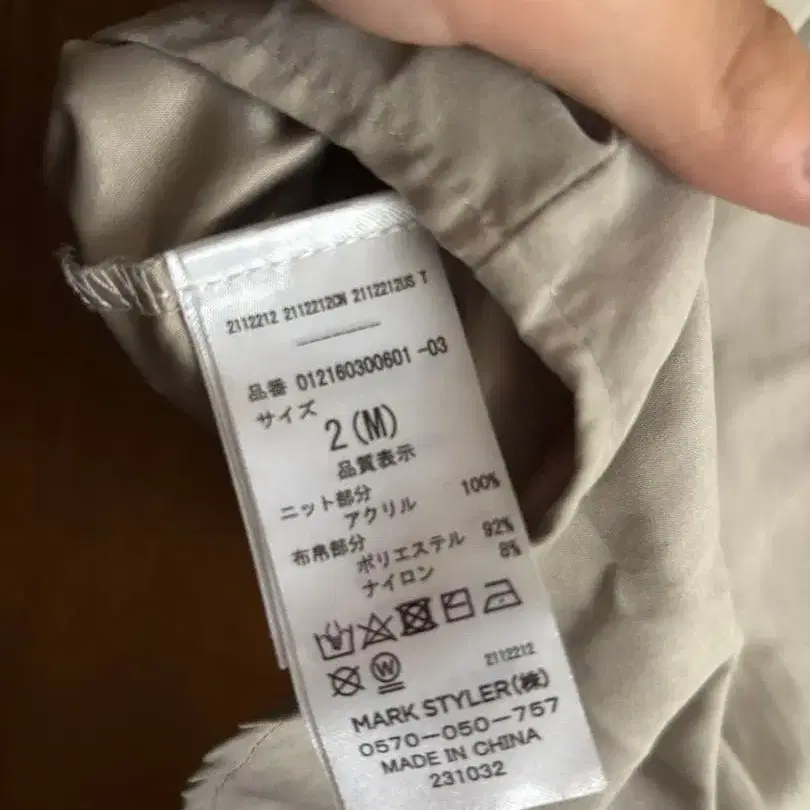 2112212 2112212CN 2112212US T
品番 012160300601 -03
サイズ
2(M)
品質表示
ニット部分
アクリル 100%
布帛部分
ポリエステル 92%
ナイロン 8%
W
2112212
MARK STYLER(株)
0570-050-757
MADE IN CHINA
231032